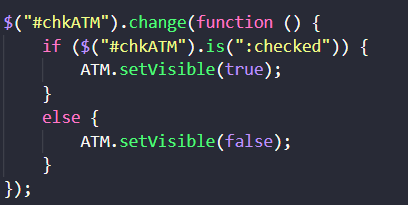 $("#chkATM").change(function () {
    if ($("#chkATM").is(":checked")) {
        ATM.setVisible(true);
    }
    else {
        ATM.setVisible(false);
    }
});